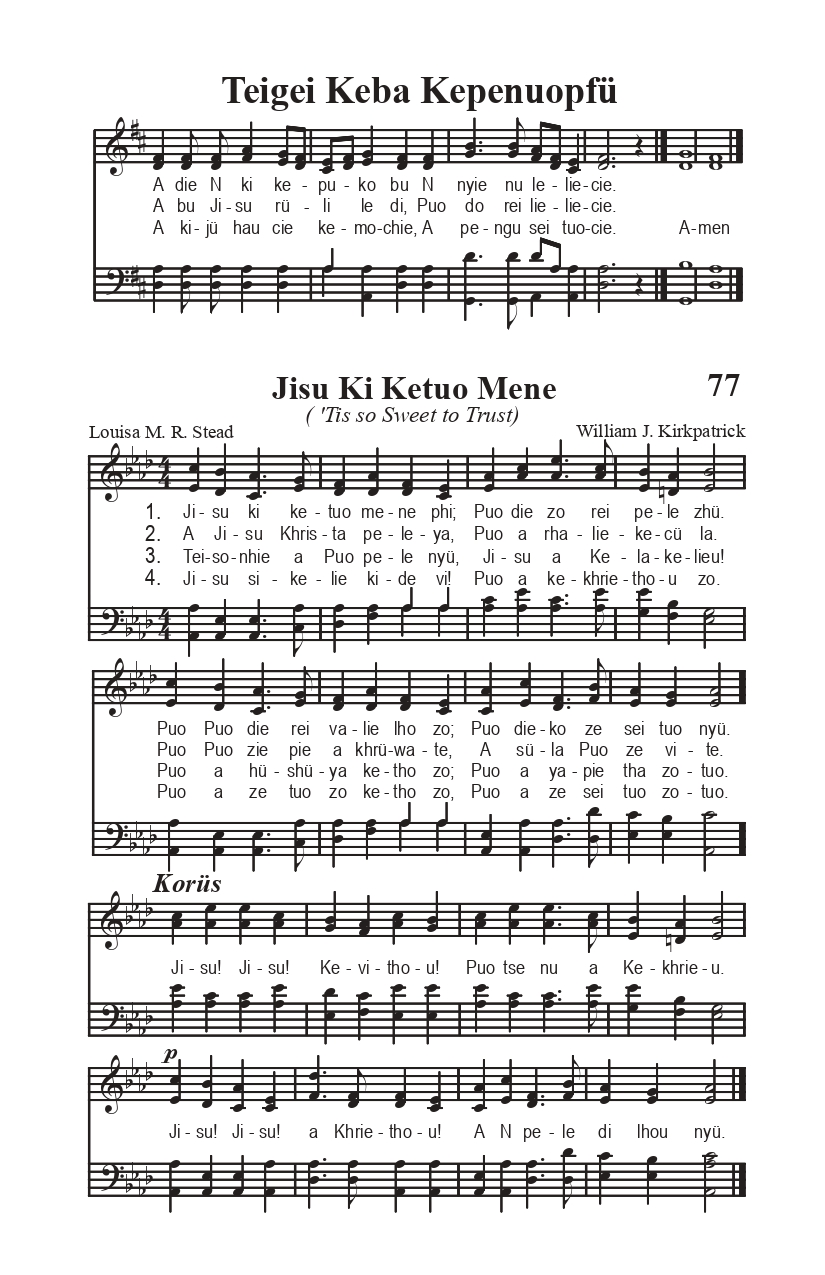 Teigei Keba Kepenuopfü
A die N ki ke - pu - ko bu N nyie nu le - lie - cie.
A bu Ji - su rü - li le di, Puo do rei lie - lie - cie.
A ki - jü hau cie ke - mo - chie, A pe - ngu sei tuo - cie. A-men
Jisu Ki Ketuo Mene 77
( 'Tis so Sweet to Trust)
Louisa M. R. Stead William J. Kirkpatrick
1. Ji - su ki ke - tuo me - ne phi; Puo die zo rei pe - le zhü.
2. A Ji - su Khris - ta pe - le - ya, Puo a rha - lie - ke - cü la.
3. Tei - so - nhie a Puo pe - le nyü, Ji - su a Ke - la - ke - lieu!
4. Ji - su si - ke - lie ki - de vi! Puo a ke - khrie - tho - u zo.
Puo Puo die rei va - lie lho zo; Puo die - ko ze sei tuo nyü.
Puo Puo zie pie a khrü - wa - te, A sü - la Puo ze vi - te.
Puo a hü - shü - ya ke - tho zo; Puo a ya - pie tha zo - tuo.
Puo a ze tuo zo ke - tho zo, Puo a ze sei tuo zo - tuo.
Korüs
Ji - su! Ji - su! Ke - vi - tho - u! Puo tse nu a Ke - khrie - u.
p
Ji - su! Ji - su! a Khrie - tho - u! A N pe - le di lhou nyü.